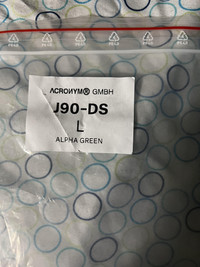 ACRONYM® GMBH
J90-DS
L
ALPHA GREEN